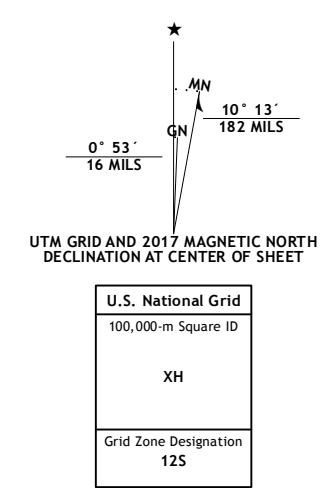 ★
MN
GN
10° 13´
182 MILS
0° 53´
16 MILS
UTM GRID AND 2017 MAGNETIC NORTH
DECLINATION AT CENTER OF SHEET
U.S. National Grid
100,000-m Square ID
XH
Grid Zone Designation
12S